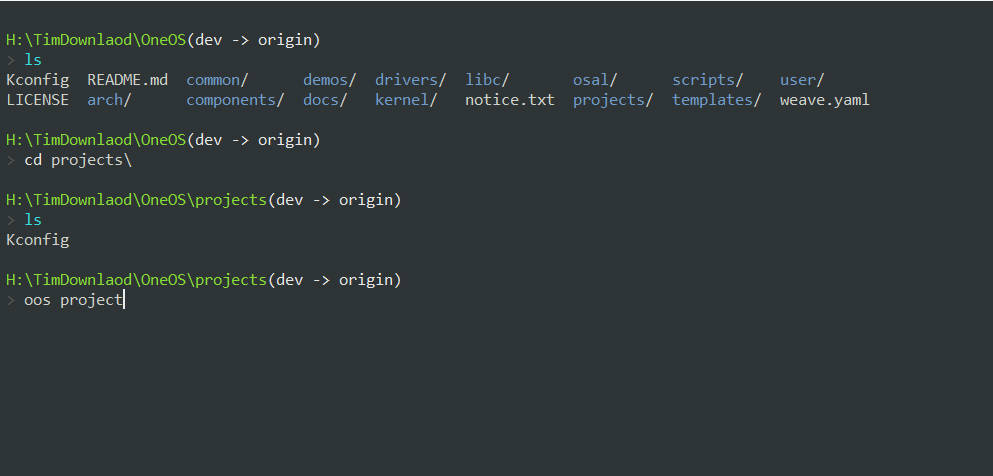 H:\TimDownlaod\OneOS(dev -> origin)
> ls
Kconfig README.md common/ demos/ drivers/ libc/ osal/ scripts/ user/
LICENSE arch/ components/ docs/ kernel/ notice.txt projects/ templates/ weave.yaml
H:\TimDownlaod\OneOS(dev -> origin)
> cd projects\
H:\TimDownlaod\OneOS\projects(dev -> origin)
> ls
Kconfig
H:\TimDownlaod\OneOS\projects(dev -> origin)
> oos project